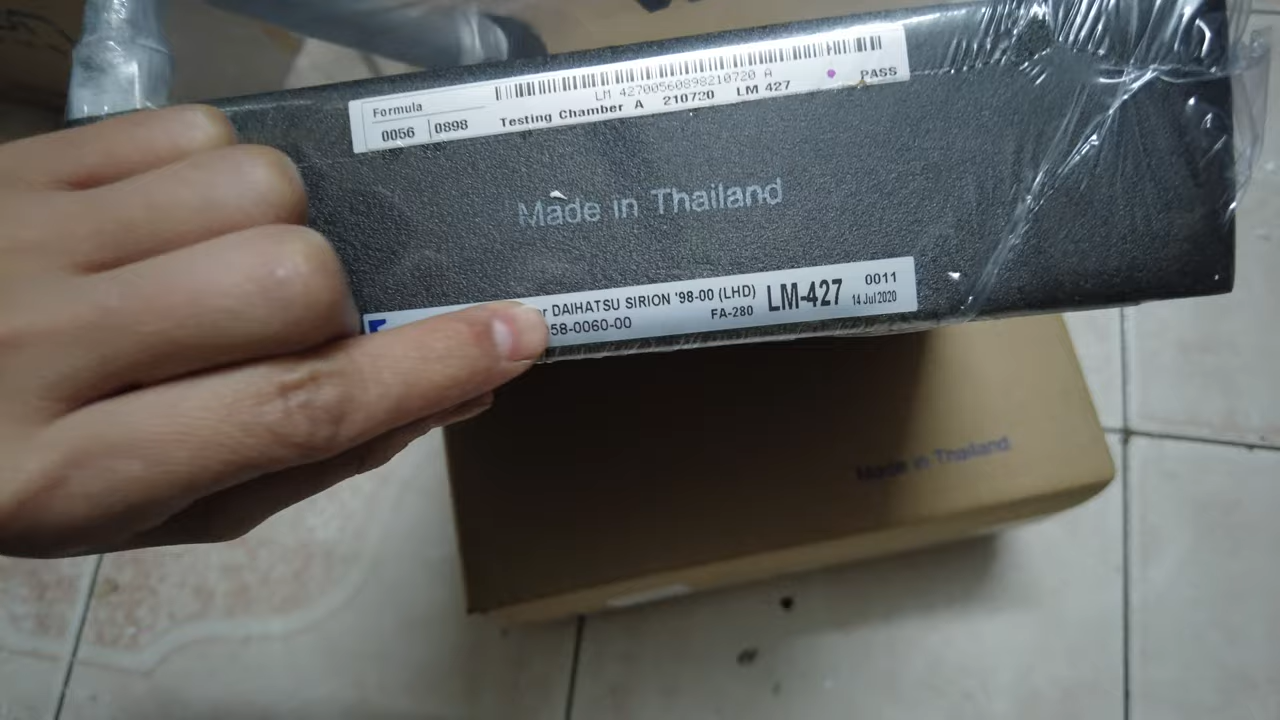 Formula
0056 0898
LM 42700560898210720 A
Testing Chamber A 210720 LM 427
PASS
Made in Thailand
DAIHATSU SIRION '98-00 (LHD)
58-0060-00
FA-280
LM-427
0011
14 Jul 2020
Made in Thailand